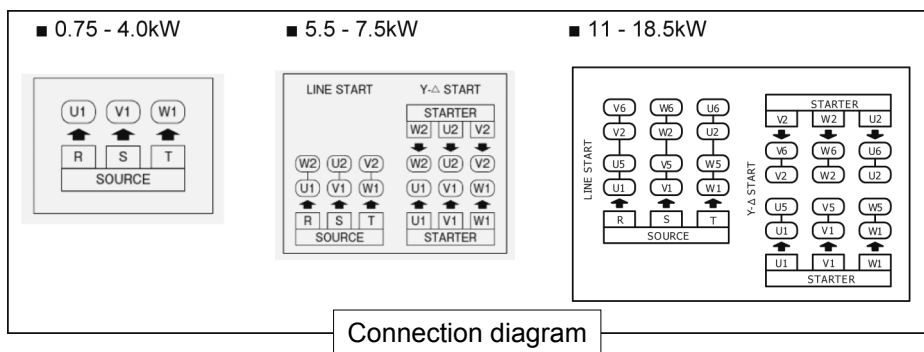 ■ 0.75 - 4.0kW
U1 V1 W1
R S T
SOURCE
■ 5.5 - 7.5kW
LINE START
W2 U2 V2
U1 V1 W1
R S T
SOURCE
Y-△ START
STARTER
W2 U2 V2
W2 U2 V2
U1 V1 W1
U1 V1 W1
STARTER
■ 11 - 18.5kW
LINE START
V6 W6 U6
V2 W2 U2
U5 V5 W5
U1 V1 W1
R S T
SOURCE
Y-Δ START
STARTER
V2 W2 U2
V6 W6 U6
V2 W2 U2
U5 V5 W5
U1 V1 W1
U1 V1 W1
STARTER
Connection diagram